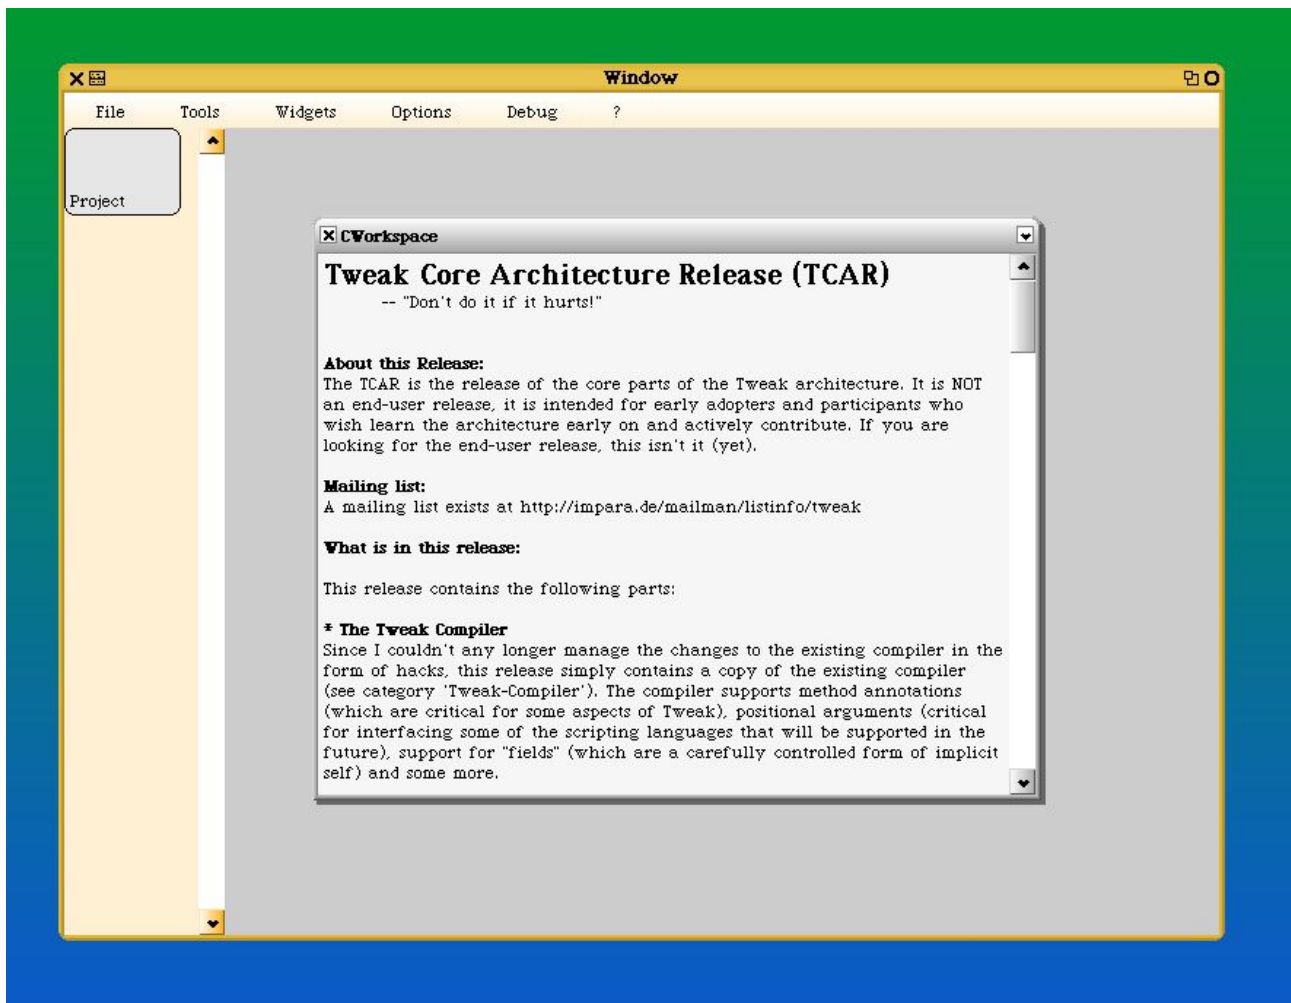 Window
File Tools Widgets Options Debug ?
Project
CWorkspace
Tweak Core Architecture Release (TCAR)
-- "Don't do it if it hurts!"
About this Release:
The TCAR is the release of the core parts of the Tweak architecture. It is NOT
an end-user release, it is intended for early adopters and participants who
wish learn the architecture early on and actively contribute. If you are
looking for the end-user release, this isn't it (yet).
Mailing list:
A mailing list exists at http://impara.de/mailman/listinfo/tweak
What is in this release:
This release contains the following parts:
* The Tweak Compiler
Since I couldn't any longer manage the changes to the existing compiler in the
form of hacks, this release simply contains a copy of the existing compiler
(see category 'Tweak-Compiler'). The compiler supports method annotations
(which are critical for some aspects of Tweak), positional arguments (critical
for interfacing some of the scripting languages that will be supported in the
future), support for "fields" (which are a carefully controlled form of implicit
self) and some more.